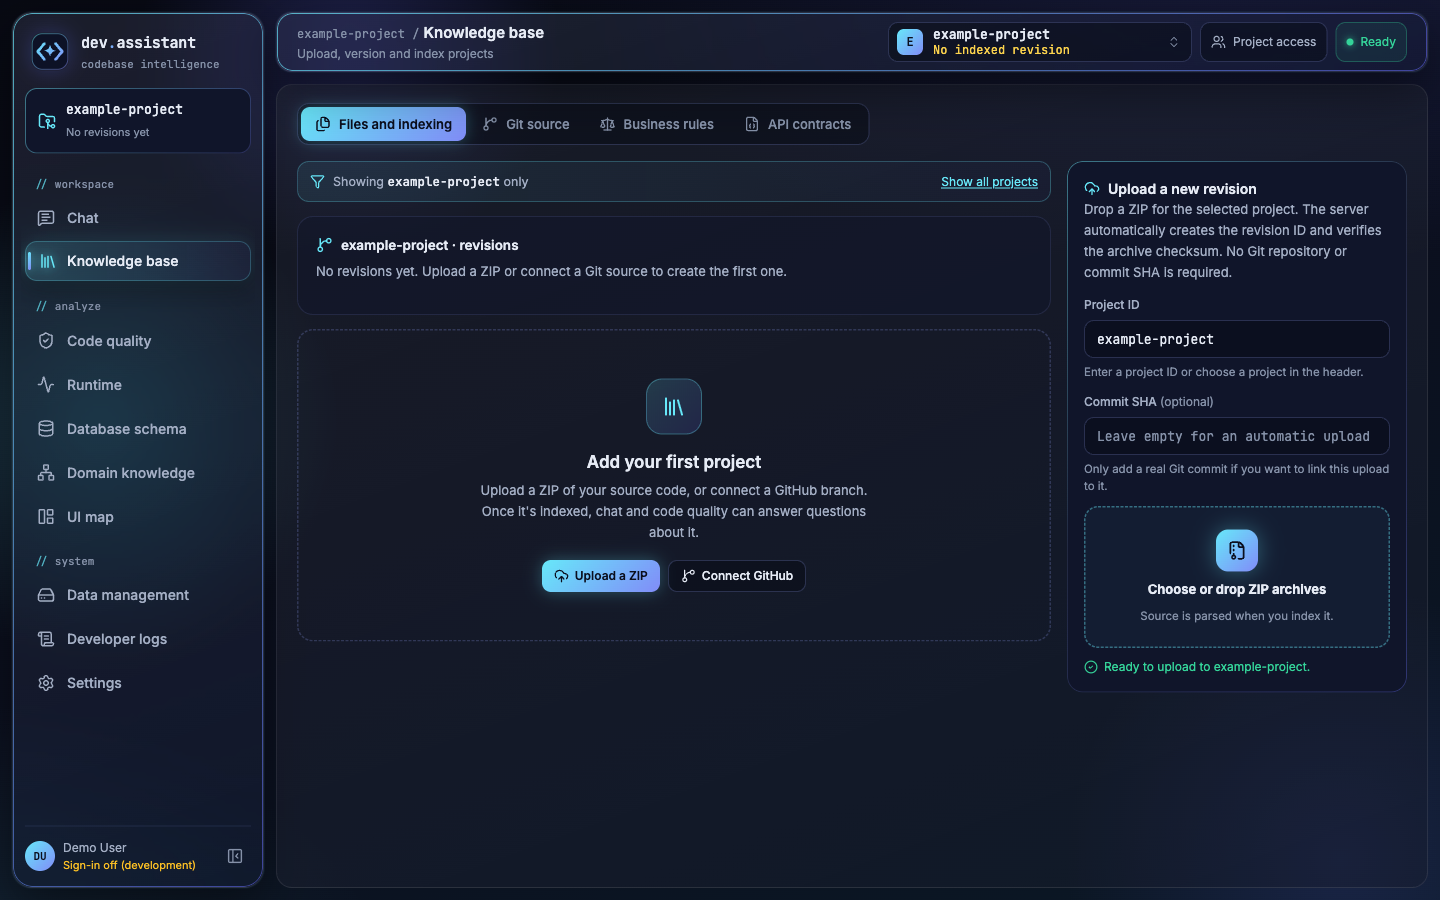 dev.assistant
codebase intelligence
example-project
No revisions yet
// workspace
Chat
Knowledge base
// analyze
Code quality
Runtime
Database schema
Domain knowledge
UI map
// system
Data management
Developer logs
Settings
DU
Demo User
Sign-in off (development)
example-project / Knowledge base
Upload, version and index projects
E
example-project
No indexed revision
Project access
Ready
Files and indexing
Git source
Business rules
API contracts
Showing example-project only
Show all projects
example-project · revisions
No revisions yet. Upload a ZIP or connect a Git source to create the first one.
Add your first project
Upload a ZIP of your source code, or connect a GitHub branch.
Once it's indexed, chat and code quality can answer questions
about it.
Upload a ZIP
Connect GitHub
Upload a new revision
Drop a ZIP for the selected project. The server
automatically creates the revision ID and verifies
the archive checksum. No Git repository or
commit SHA is required.
Project ID
example-project
Enter a project ID or choose a project in the header.
Commit SHA (optional)
Leave empty for an automatic upload
Only add a real Git commit if you want to link this upload
to it.
Choose or drop ZIP archives
Source is parsed when you index it.
Ready to upload to example-project.